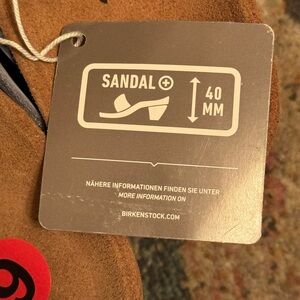 SANDAL +
40
MM
NÄHERE INFORMATIONEN FINDEN SIE UNTER
MORE INFORMATION ON
BIRKENSTOCK.COM